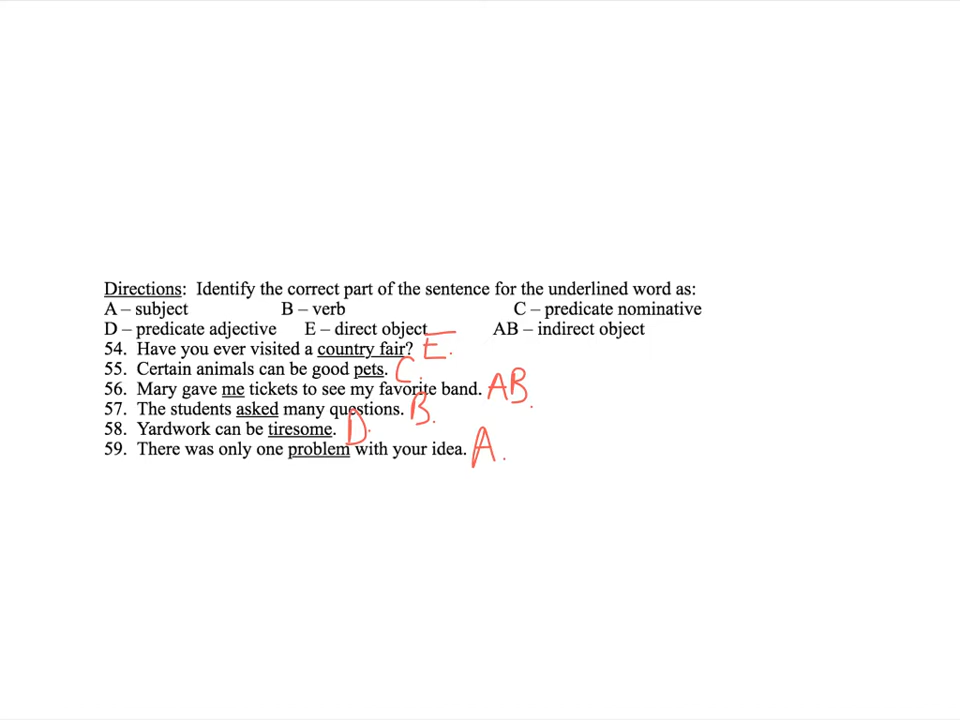 Directions: Identify the correct part of the sentence for the underlined word as:
A – subject B – verb C – predicate nominative
D – predicate adjective E – direct object AB – indirect object
54. Have you ever visited a country fair? E.
55. Certain animals can be good pets. C.
56. Mary gave me tickets to see my favorite band. AB.
57. The students asked many questions. B.
58. Yardwork can be tiresome. D.
59. There was only one problem with your idea. A.